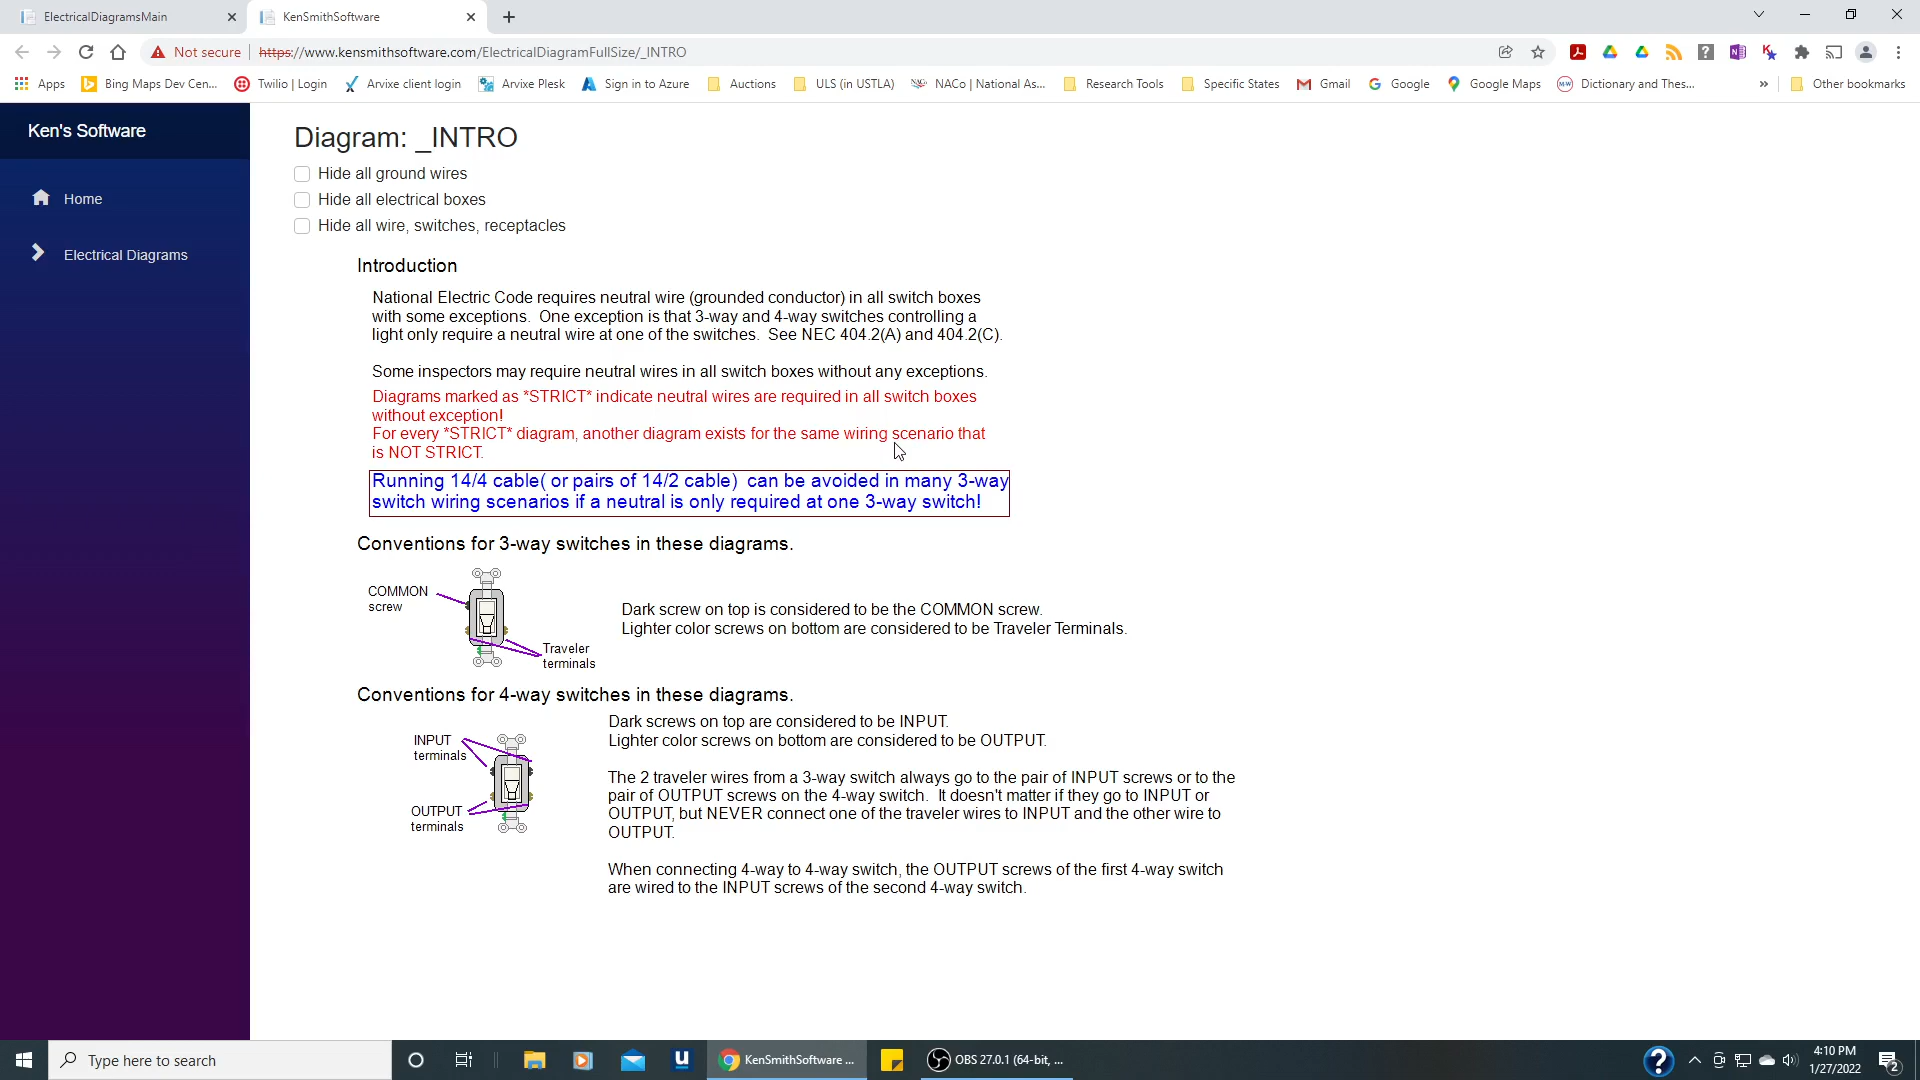 ElectricalDiagramsMain
KenSmithSoftware
Not secure
https://www.kensmithsoftware.com/ElectricalDiagramFullSize/_INTRO
Apps
Bing Maps Dev Cen...
Twilio | Login
Arvixe client login
Arvixe Plesk
Sign in to Azure
Auctions
ULS (in USTLA)
NACo | National As...
Research Tools
Specific States
Gmail
Google
Google Maps
Dictionary and Thes...
»
Other bookmarks
Ken's Software
Home
Electrical Diagrams
Diagram: _INTRO
Hide all ground wires
Hide all electrical boxes
Hide all wire, switches, receptacles
Introduction
National Electric Code requires neutral wire (grounded conductor) in all switch boxes
with some exceptions. One exception is that 3-way and 4-way switches controlling a
light only require a neutral wire at one of the switches. See NEC 404.2(A) and 404.2(C).
Some inspectors may require neutral wires in all switch boxes without any exceptions.
Diagrams marked as *STRICT* indicate neutral wires are required in all switch boxes
without exception!
For every *STRICT* diagram, another diagram exists for the same wiring scenario that
is NOT STRICT.
Running 14/4 cable( or pairs of 14/2 cable) can be avoided in many 3-way
switch wiring scenarios if a neutral is only required at one 3-way switch!
Conventions for 3-way switches in these diagrams.
COMMON
screw
Traveler
terminals
Dark screw on top is considered to be the COMMON screw.
Lighter color screws on bottom are considered to be Traveler Terminals.
Conventions for 4-way switches in these diagrams.
INPUT
terminals
OUTPUT
terminals
Dark screws on top are considered to be INPUT.
Lighter color screws on bottom are considered to be OUTPUT.
The 2 traveler wires from a 3-way switch always go to the pair of INPUT screws or to the
pair of OUTPUT screws on the 4-way switch. It doesn't matter if they go to INPUT or
OUTPUT, but NEVER connect one of the traveler wires to INPUT and the other wire to
OUTPUT.
When connecting 4-way to 4-way switch, the OUTPUT screws of the first 4-way switch
are wired to the INPUT screws of the second 4-way switch.
Type here to search
KenSmithSoftware ...
OBS 27.0.1 (64-bit, ...
4:10 PM
1/27/2022
2